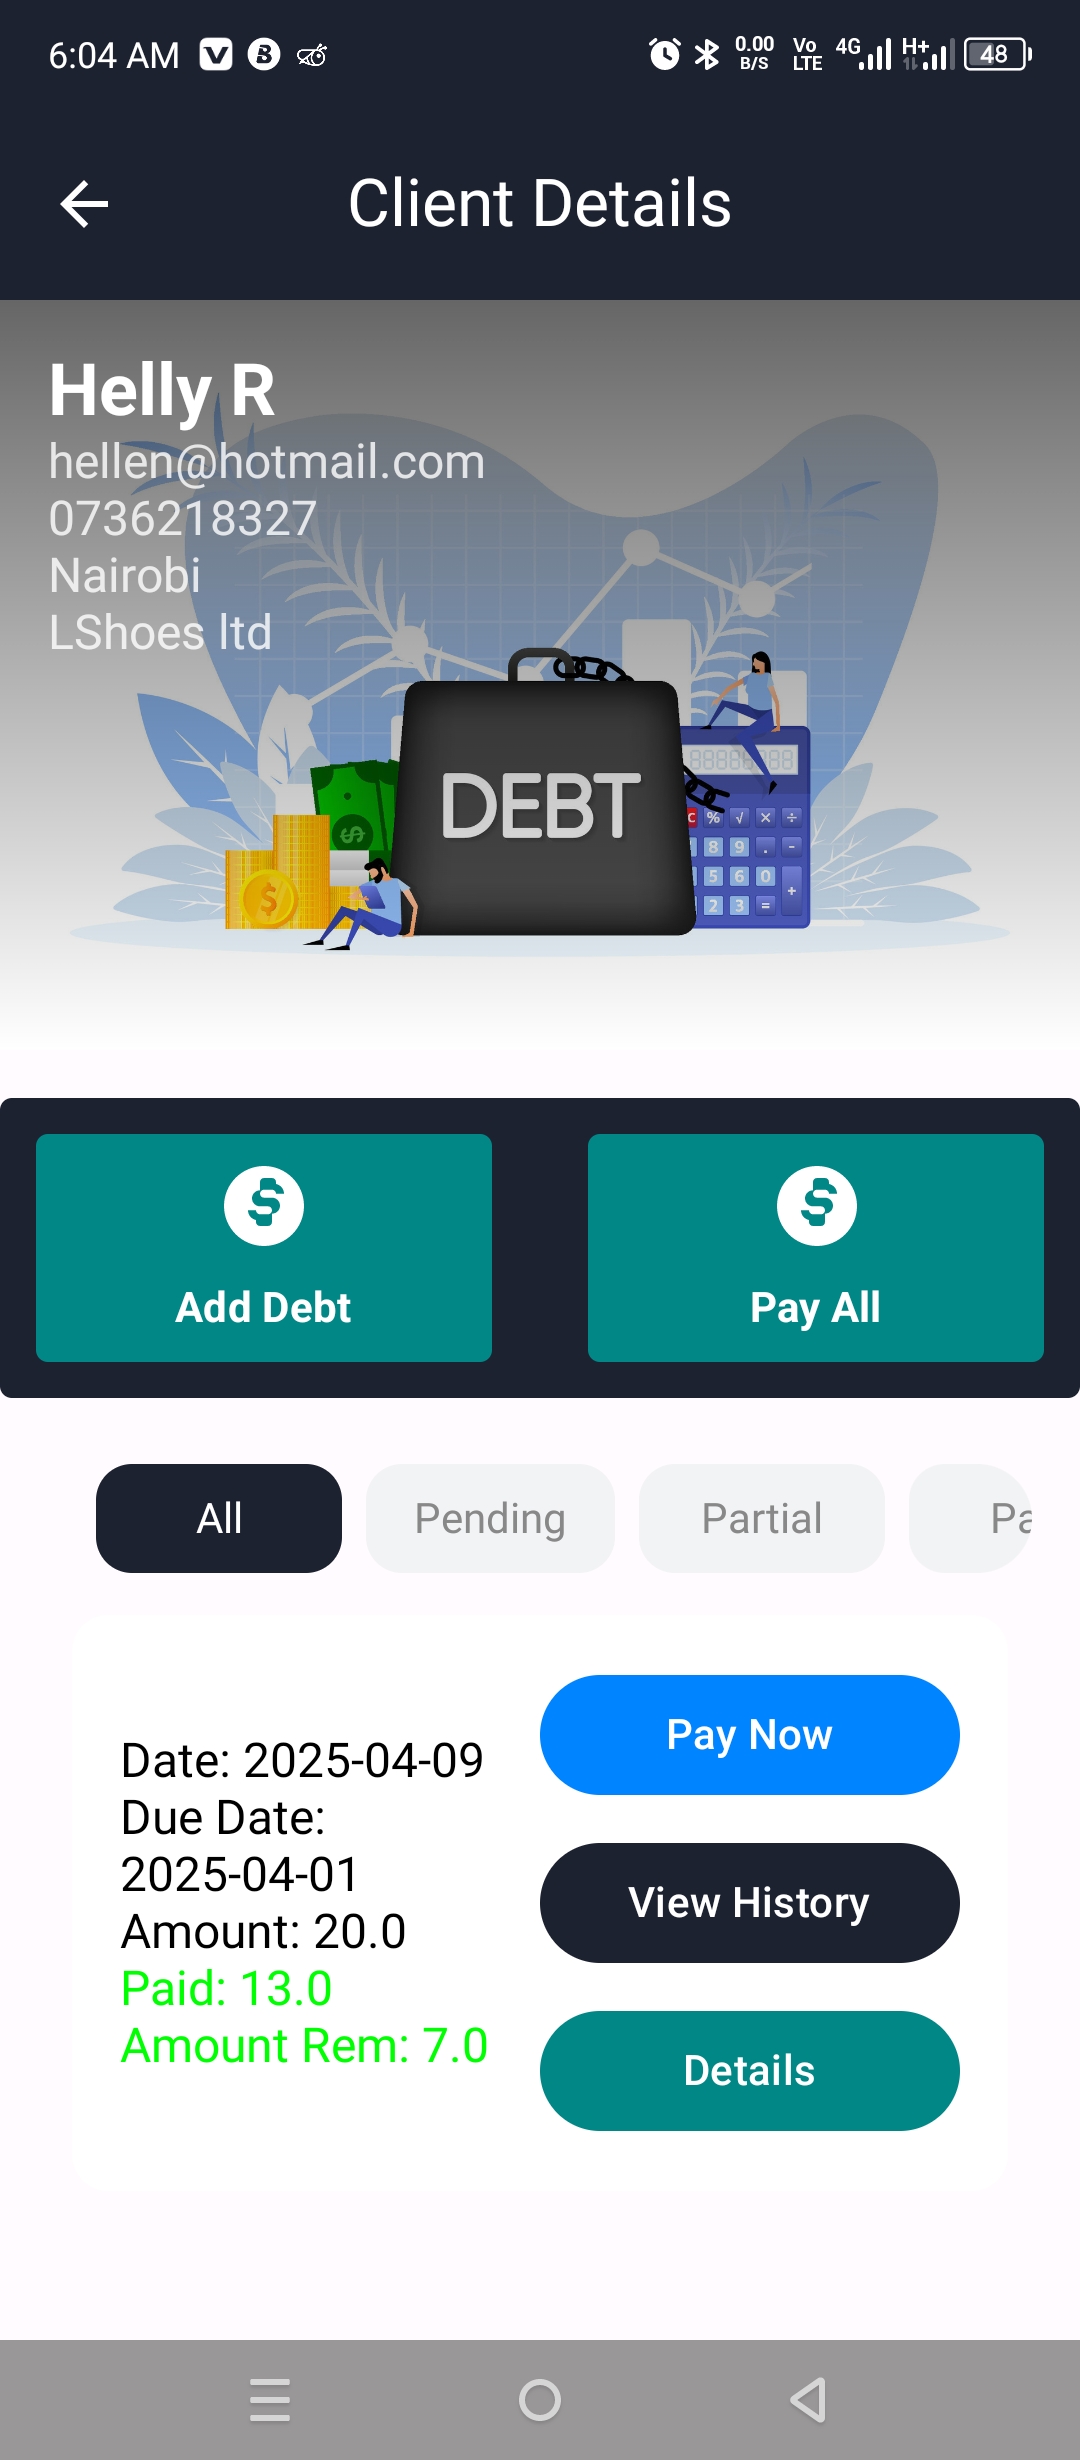 6:04 AM
0.00 B/S Vo LTE 4G H+ 48
Client Details
Helly R
hellen@hotmail.com
0736218327
Nairobi
LShoes ltd
DEBT
C % √ × ÷
8 9 . -
5 6 0 +
2 3 =
Add Debt
Pay All
All
Pending
Partial
Pa
Pay Now
Date: 2025-04-09
Due Date:
2025-04-01
Amount: 20.0
Paid: 13.0
Amount Rem: 7.0
View History
Details